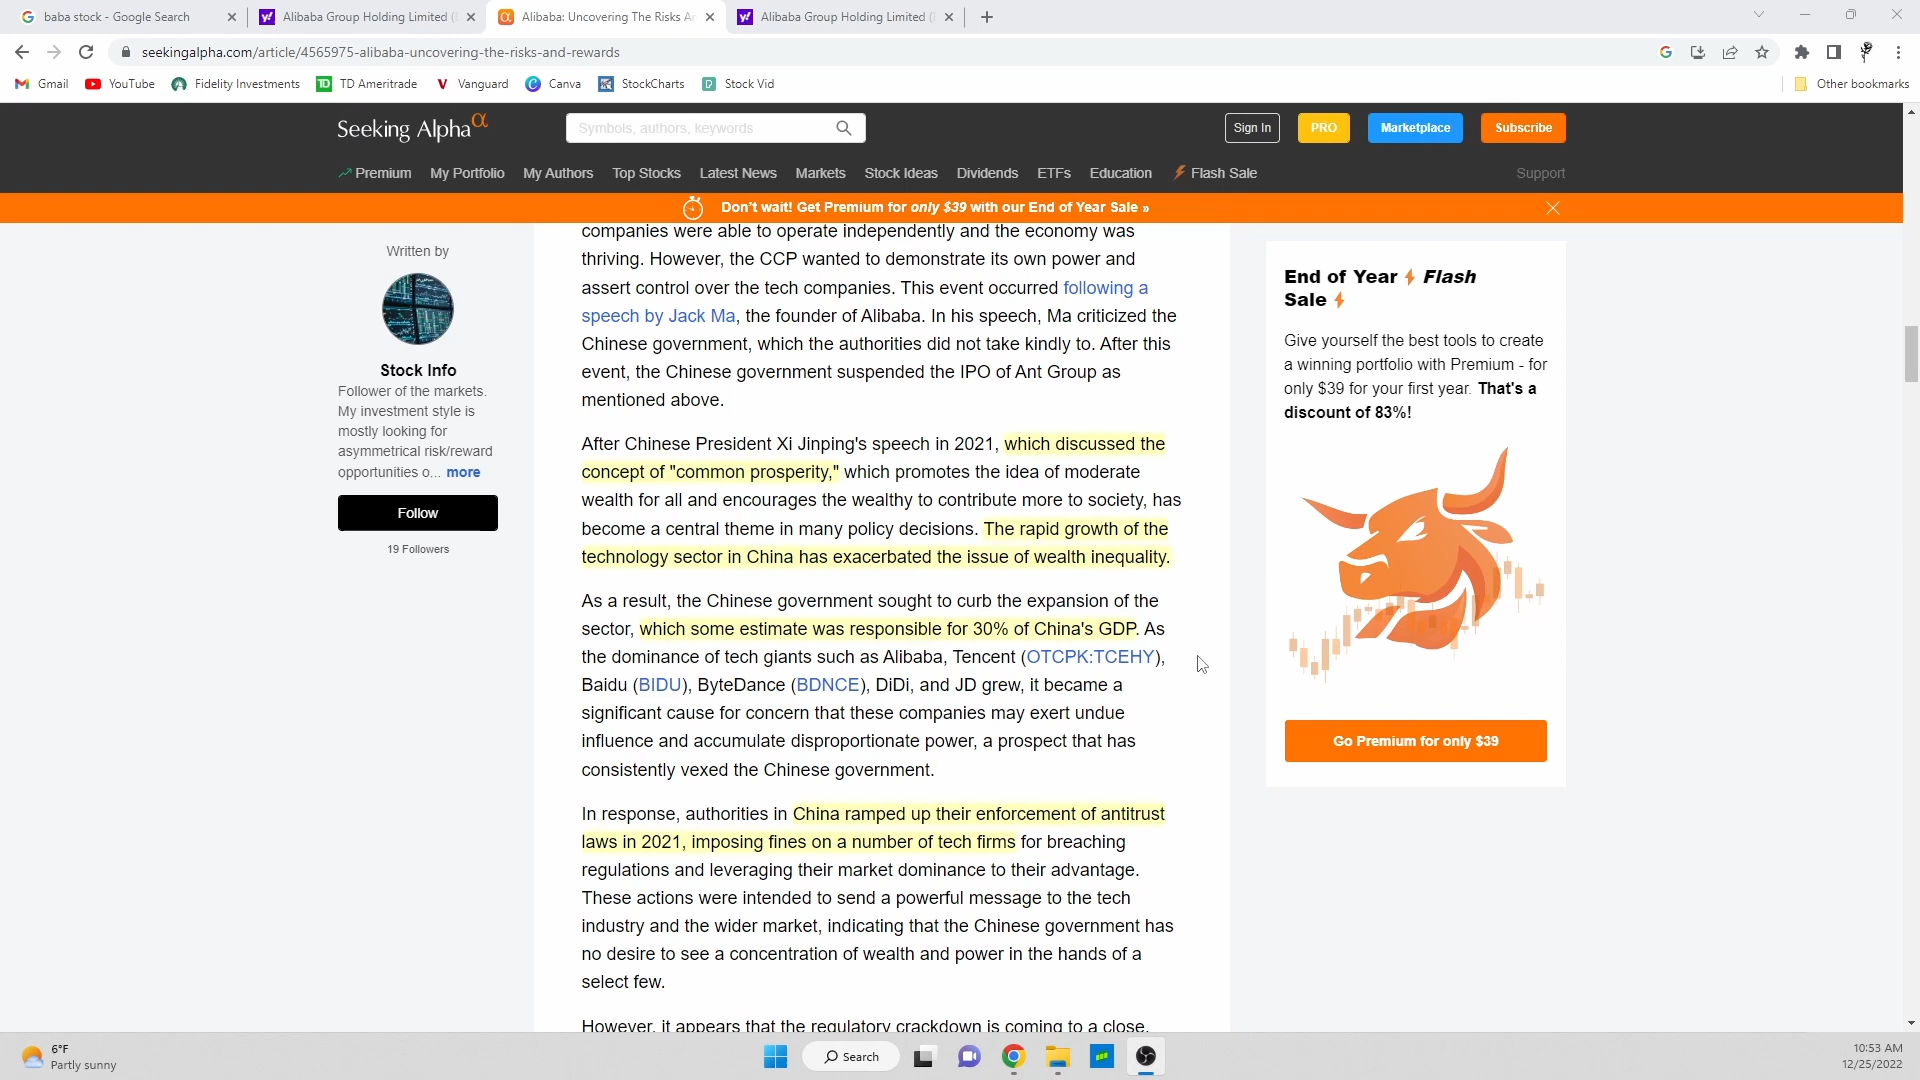 baba stock - Google Search
Alibaba Group Holding Limited (
Alibaba: Uncovering The Risks A
Alibaba Group Holding Limited (
seekingalpha.com/article/4565975-alibaba-uncovering-the-risks-and-rewards
Gmail
YouTube
Fidelity Investments
TD Ameritrade
Vanguard
Canva
StockCharts
Stock Vid
Other bookmarks
Seeking Alpha α
Symbols, authors, keywords
Sign In
PRO
Marketplace
Subscribe
Premium
My Portfolio
My Authors
Top Stocks
Latest News
Markets
Stock Ideas
Dividends
ETFs
Education
Flash Sale
Support
Don't wait! Get Premium for only $39 with our End of Year Sale »
Written by
Stock Info
Follower of the markets.
My investment style is
mostly looking for
asymmetrical risk/reward
opportunities o... more
Follow
19 Followers
companies were able to operate independently and the economy was
thriving. However, the CCP wanted to demonstrate its own power and
assert control over the tech companies. This event occurred following a
speech by Jack Ma, the founder of Alibaba. In his speech, Ma criticized the
Chinese government, which the authorities did not take kindly to. After this
event, the Chinese government suspended the IPO of Ant Group as
mentioned above.
After Chinese President Xi Jinping's speech in 2021, which discussed the
concept of "common prosperity," which promotes the idea of moderate
wealth for all and encourages the wealthy to contribute more to society, has
become a central theme in many policy decisions. The rapid growth of the
technology sector in China has exacerbated the issue of wealth inequality.
As a result, the Chinese government sought to curb the expansion of the
sector, which some estimate was responsible for 30% of China's GDP. As
the dominance of tech giants such as Alibaba, Tencent (OTCPK:TCEHY),
Baidu (BIDU), ByteDance (BDNCE), DiDi, and JD grew, it became a
significant cause for concern that these companies may exert undue
influence and accumulate disproportionate power, a prospect that has
consistently vexed the Chinese government.
In response, authorities in China ramped up their enforcement of antitrust
laws in 2021, imposing fines on a number of tech firms for breaching
regulations and leveraging their market dominance to their advantage.
These actions were intended to send a powerful message to the tech
industry and the wider market, indicating that the Chinese government has
no desire to see a concentration of wealth and power in the hands of a
select few.
However, it appears that the regulatory crackdown is coming to a close.
End of Year Flash
Sale
Give yourself the best tools to create
a winning portfolio with Premium - for
only $39 for your first year. That's a
discount of 83%!
Go Premium for only $39
6°F
Partly sunny
Search
10:53 AM
12/25/2022